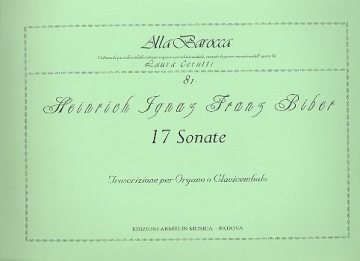 Alla Barocca
Laura Cerutti
81
Heinrich Ignaz Franz Biber
17 Sonate
Trascrizione per Organo o Clavicembalo
EDIZIONI ARMELIN MUSICA - PADOVA